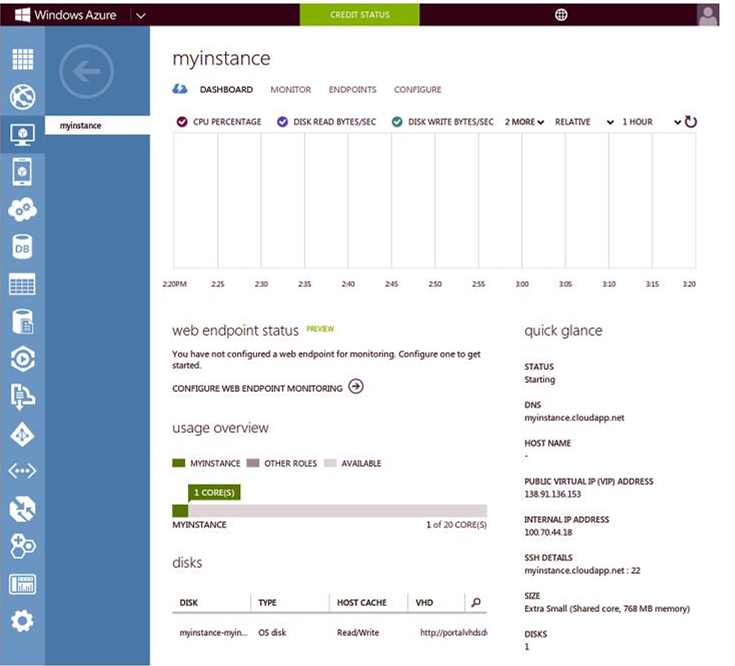 Windows Azure
CREDIT STATUS
myinstance
myinstance
DASHBOARD MONITOR ENDPOINTS CONFIGURE
CPU PERCENTAGE DISK READ BYTES/SEC DISK WRITE BYTES/SEC 2 MORE RELATIVE 1 HOUR
2:20PM 2:25 2:30 2:35 2:40 2:45 2:50 2:55 3:00 3:05 3:10 3:15 3:20
web endpoint status PREVIEW
You have not configured a web endpoint for monitoring. Configure one to get
started.
CONFIGURE WEB ENDPOINT MONITORING
usage overview
MYINSTANCE OTHER ROLES AVAILABLE
1 CORE(S)
MYINSTANCE 1 of 20 CORE(S)
disks
DISK TYPE HOST CACHE VHD
myinstance-myin... OS disk Read/Write http://portalvhdsd
quick glance
STATUS
Starting
DNS
myinstance.cloudapp.net
HOST NAME
-
PUBLIC VIRTUAL IP (VIP) ADDRESS
138.91.136.153
INTERNAL IP ADDRESS
100.70.44.18
SSH DETAILS
myinstance.cloudapp.net : 22
SIZE
Extra Small (Shared core, 768 MB memory)
DISKS
1
DB